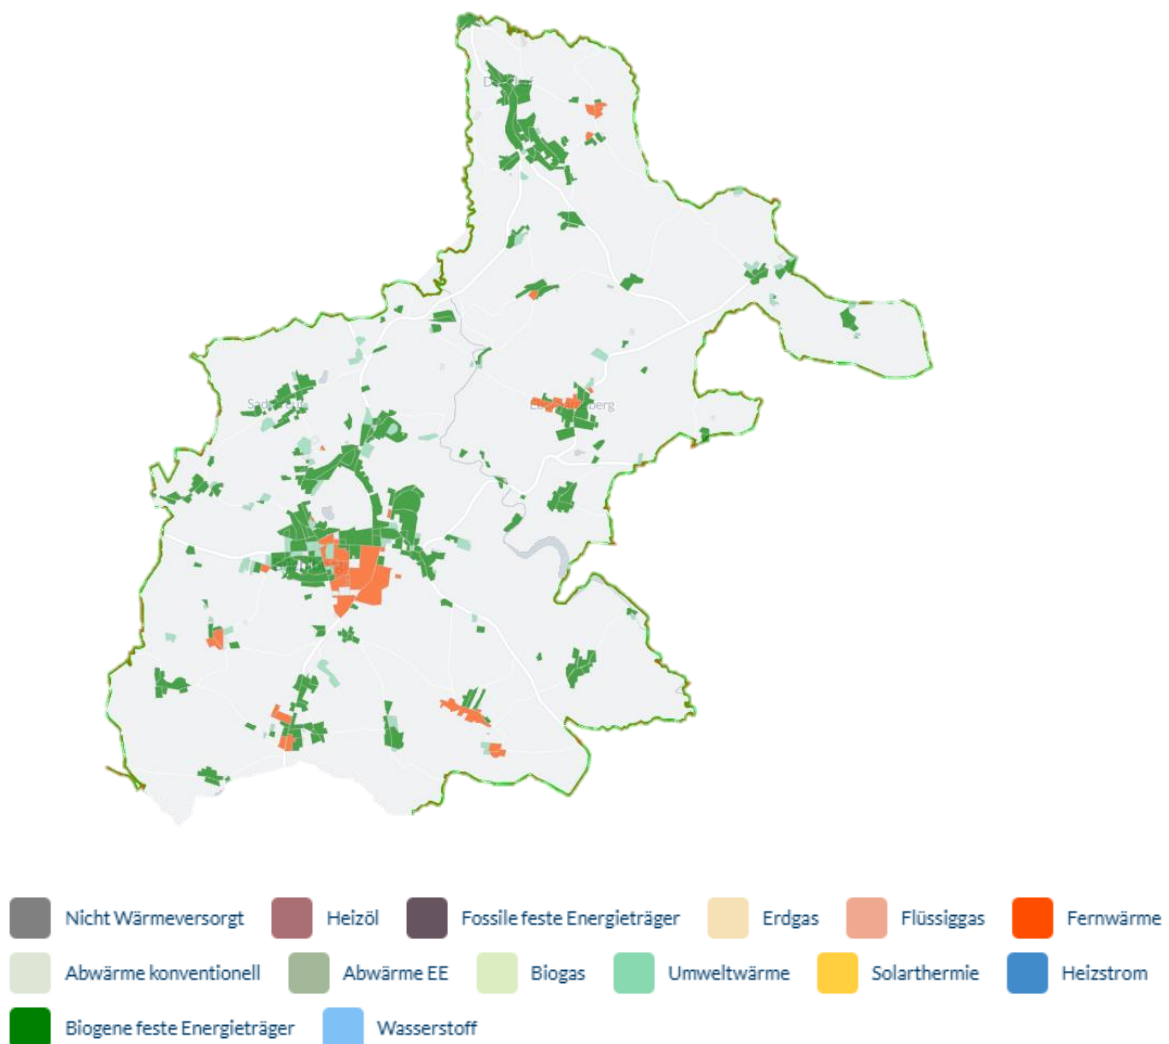 Nicht Wärmeversorgt Heizöl Fossile feste Energieträger Erdgas Flüssiggas Fernwärme
Abwärme konventionell Abwärme EE Biogas Umweltwärme Solarthermie Heizstrom
Biogene feste Energieträger Wasserstoff